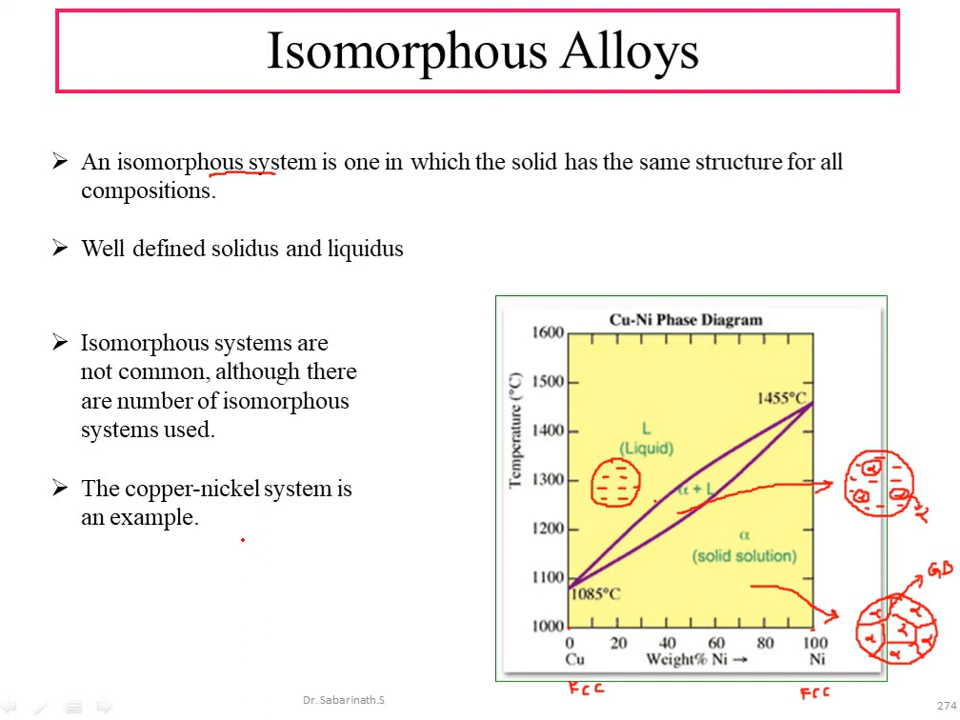 Isomorphous Alloys
An isomorphous system is one in which the solid has the same structure for all
compositions.
Well defined solidus and liquidus
Isomorphous systems are
not common, although there
are number of isomorphous
systems used.
The copper-nickel system is
an example.
Cu-Ni Phase Diagram
Temperature (°C)
1600
1500
1400
1300
1200
1100
1000
1455°C
L
(Liquid)
α + L
α
(solid solution)
1085°C
0 20 40 60 80 100
Cu Weight% Ni → Ni
FCC FCC
α
α
GB
α α
α α α
α
Dr.Sabarinath.S
274